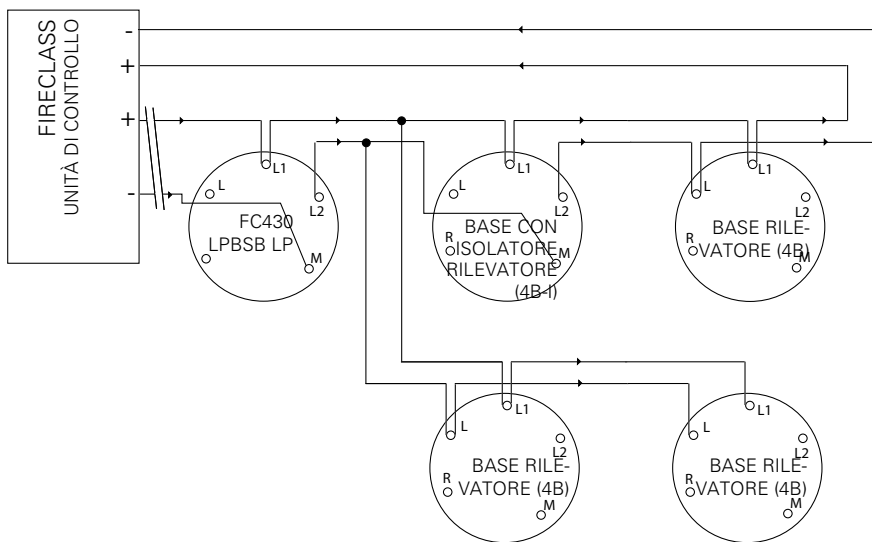 FIRECLASS
UNITÀ DI CONTROLLO
-
+
+
-
L
L1
L2
M
FC430
LPBSB LP
L
L1
L2
R
M
BASE CON
ISOLATORE
RILEVATORE
(4B-I)
L
L1
L2
R
M
BASE RILE-
VATORE (4B)
L
L1
L2
R
M
BASE RILE-
VATORE (4B)
L
L1
L2
R
M
BASE RILE-
VATORE (4B)